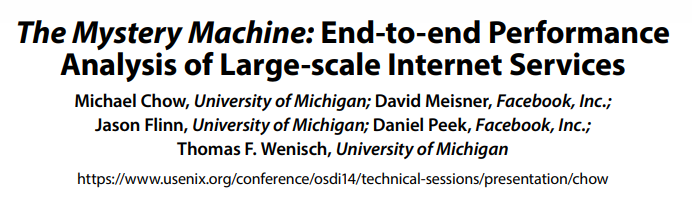 The Mystery Machine: End-to-end Performance
Analysis of Large-scale Internet Services
Michael Chow, University of Michigan; David Meisner, Facebook, Inc.;
Jason Flinn, University of Michigan; Daniel Peek, Facebook, Inc.;
Thomas F. Wenisch, University of Michigan
https://www.usenix.org/conference/osdi14/technical-sessions/presentation/chow